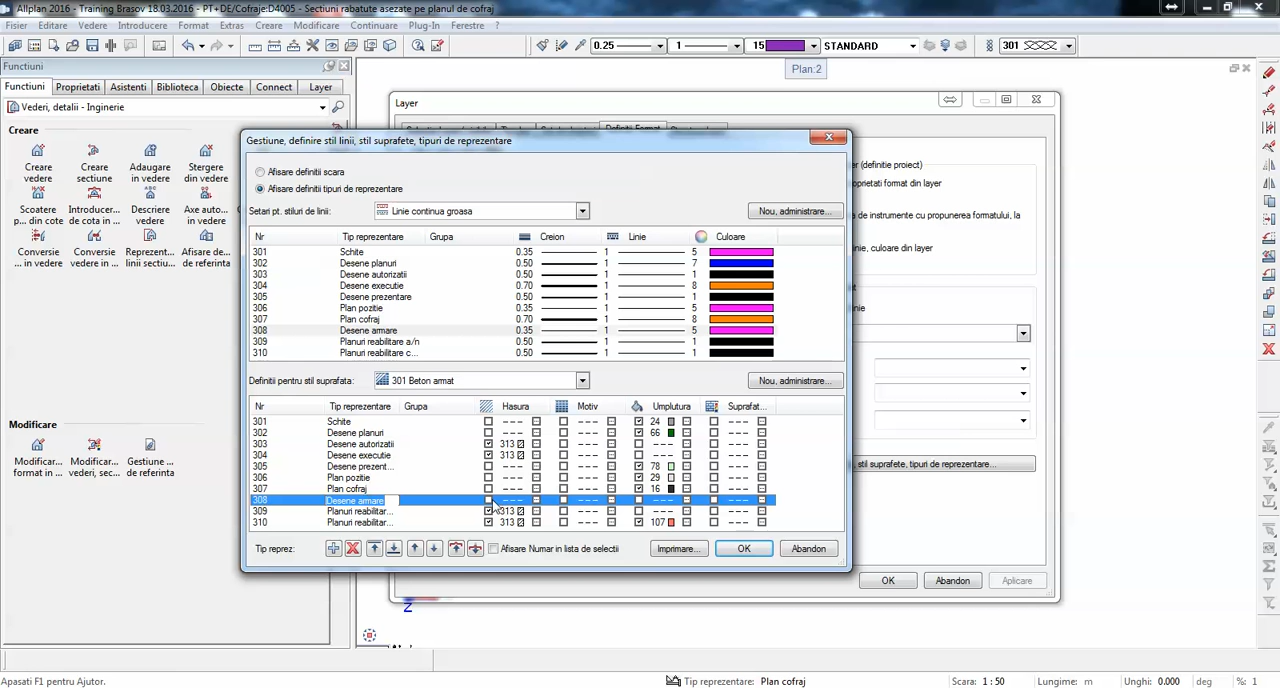 Allplan 2016 - Training Brasov 18.03.2016 - PT+DE/Cofraje:D4005 - Sectiuni rabatute asezate pe planul de cofraj
Fisier Editare Vedere Introducere Format Extras Creare Modificare Continuare Plug-In Ferestre ?
0.25 1 15 STANDARD 301
Functiuni
Functiuni Proprietati Asistenti Biblioteca Obiecte Connect Layer
Vederi, detalii - Inginerie
Creare
Creare vedere
Creare sectiune
Adaugare in vedere
Stergere din vedere
Scoatere p... din cote
Introducer... de cota in ...
Descriere vedere
Axe auto... in vedere
Conversie ... in vedere
Conversie vedere in ...
Reprezent... linii sectiu...
Afisare de... de referinta
Modificare
Modificar... format in ...
Modificar... vederi, sec...
Gestiune ... de referinta
Plan:2
Layer
Definitii Format
er (definitie proiect)
oprietati format din layer
a de instrumente cu propunerea formatului, la
inie, culoare din layer
nie
, stil suprafete, tipuri de reprezentare...
OK Abandon Aplicare
Gestiune, definire stil linii, stil suprafete, tipuri de reprezentare
Afisare definitii scara
Afisare definitii tipuri de reprezentare
Setari pt. stiluri de linii: Linie continua groasa Nou, administrare...
Nr Tip reprezentare Grupa Creion Linie Culoare
301 Schite 0.35 1 5
302 Desene planuri 0.50 1 7
303 Desene autorizatii 0.50 1 1
304 Desene executie 0.70 1 8
305 Desene prezentare 0.50 1 1
306 Plan pozitie 0.35 1 5
307 Plan cofraj 0.70 1 8
308 Desene armare 0.35 1 5
309 Planuri reabilitare a/n 0.50 1 1
310 Planuri reabilitare c... 0.50 1 1
Definitii pentru stil suprafata: 301 Beton armat Nou, administrare...
Nr Tip reprezentare Grupa Hasura Motiv Umplutura Suprafat...
301 Schite --- --- 24 ---
302 Desene planuri --- --- 66 ---
303 Desene autorizatii 313 --- --- ---
304 Desene executie 313 --- --- ---
305 Desene prezent... --- --- 78 ---
306 Plan pozitie --- --- 29 ---
307 Plan cofraj --- --- 16 ---
308 Desene armare --- --- --- ---
309 Planuri reabilitar... 313 --- --- ---
310 Planuri reabilitar... 313 --- 107 ---
Tip reprez: Afisare Numar in lista de selectii Imprimare... OK Abandon
Z
Apasati F1 pentru Ajutor. Tip reprezentare: Plan cofraj Scara: 1 : 50 Lungime: m Unghi: 0.000 deg %: 1